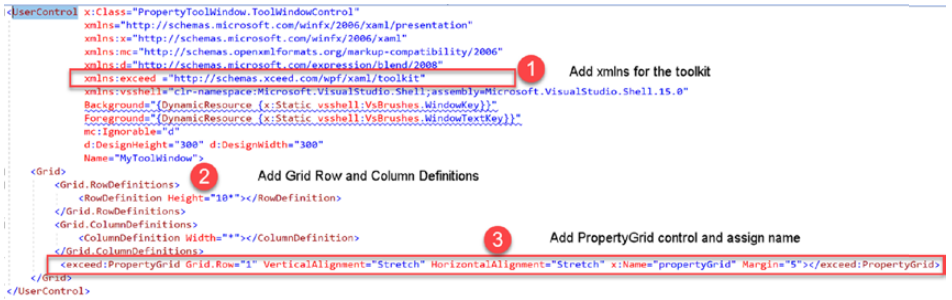 <UserControl x:Class="PropertyToolWindow.ToolWindowControl"
xmlns="http://schemas.microsoft.com/winfx/2006/xaml/presentation"
xmlns:x="http://schemas.microsoft.com/winfx/2006/xaml"
xmlns:mc="http://schemas.openxmlformats.org/markup-compatibility/2006"
xmlns:d="http://schemas.microsoft.com/expression/blend/2008"
xmlns:exceed ="http://schemas.xceed.com/wpf/xaml/toolkit"
1 Add xmlns for the toolkit
xmlns:vsshell="clr-namespace:Microsoft.VisualStudio.Shell;assembly=Microsoft.VisualStudio.Shell.15.0"
Background="{DynamicResource {x:Static vsshell:VsBrushes.WindowKey}}"
Foreground="{DynamicResource {x:Static vsshell:VsBrushes.WindowTextKey}}"
mc:Ignorable="d"
d:DesignHeight="300" d:DesignWidth="300"
Name="MyToolWindow">
<Grid>
2 Add Grid Row and Column Definitions
<Grid.RowDefinitions>
<RowDefinition Height="10*"></RowDefinition>
</Grid.RowDefinitions>
<Grid.ColumnDefinitions>
<ColumnDefinition Width="*"></ColumnDefinition>
3 Add PropertyGrid control and assign name
</Grid.ColumnDefinitions>
<exceed:PropertyGrid Grid.Row="1" VerticalAlignment="Stretch" HorizontalAlignment="Stretch" x:Name="propertyGrid" Margin="5"></exceed:PropertyGrid>
</Grid>
</UserControl>